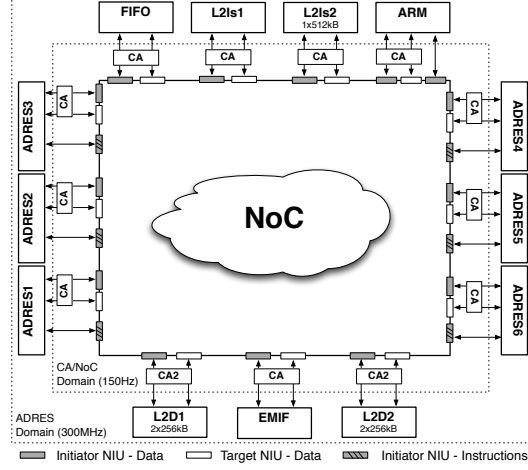 FIFO
L2Is1
L2Is2
1x512kB
ARM
CA
CA
CA
CA
ADRES3
CA
CA
ADRES4
ADRES2
CA
NoC
CA
ADRES5
ADRES1
CA
CA
ADRES6
CA/NoC
Domain (150Hz)
CA2
CA
CA2
ADRES
Domain (300MHz)
L2D1
2x256kB
EMIF
L2D2
2x256kB
Initiator NIU - Data
Target NIU - Data
Initiator NIU - Instructions